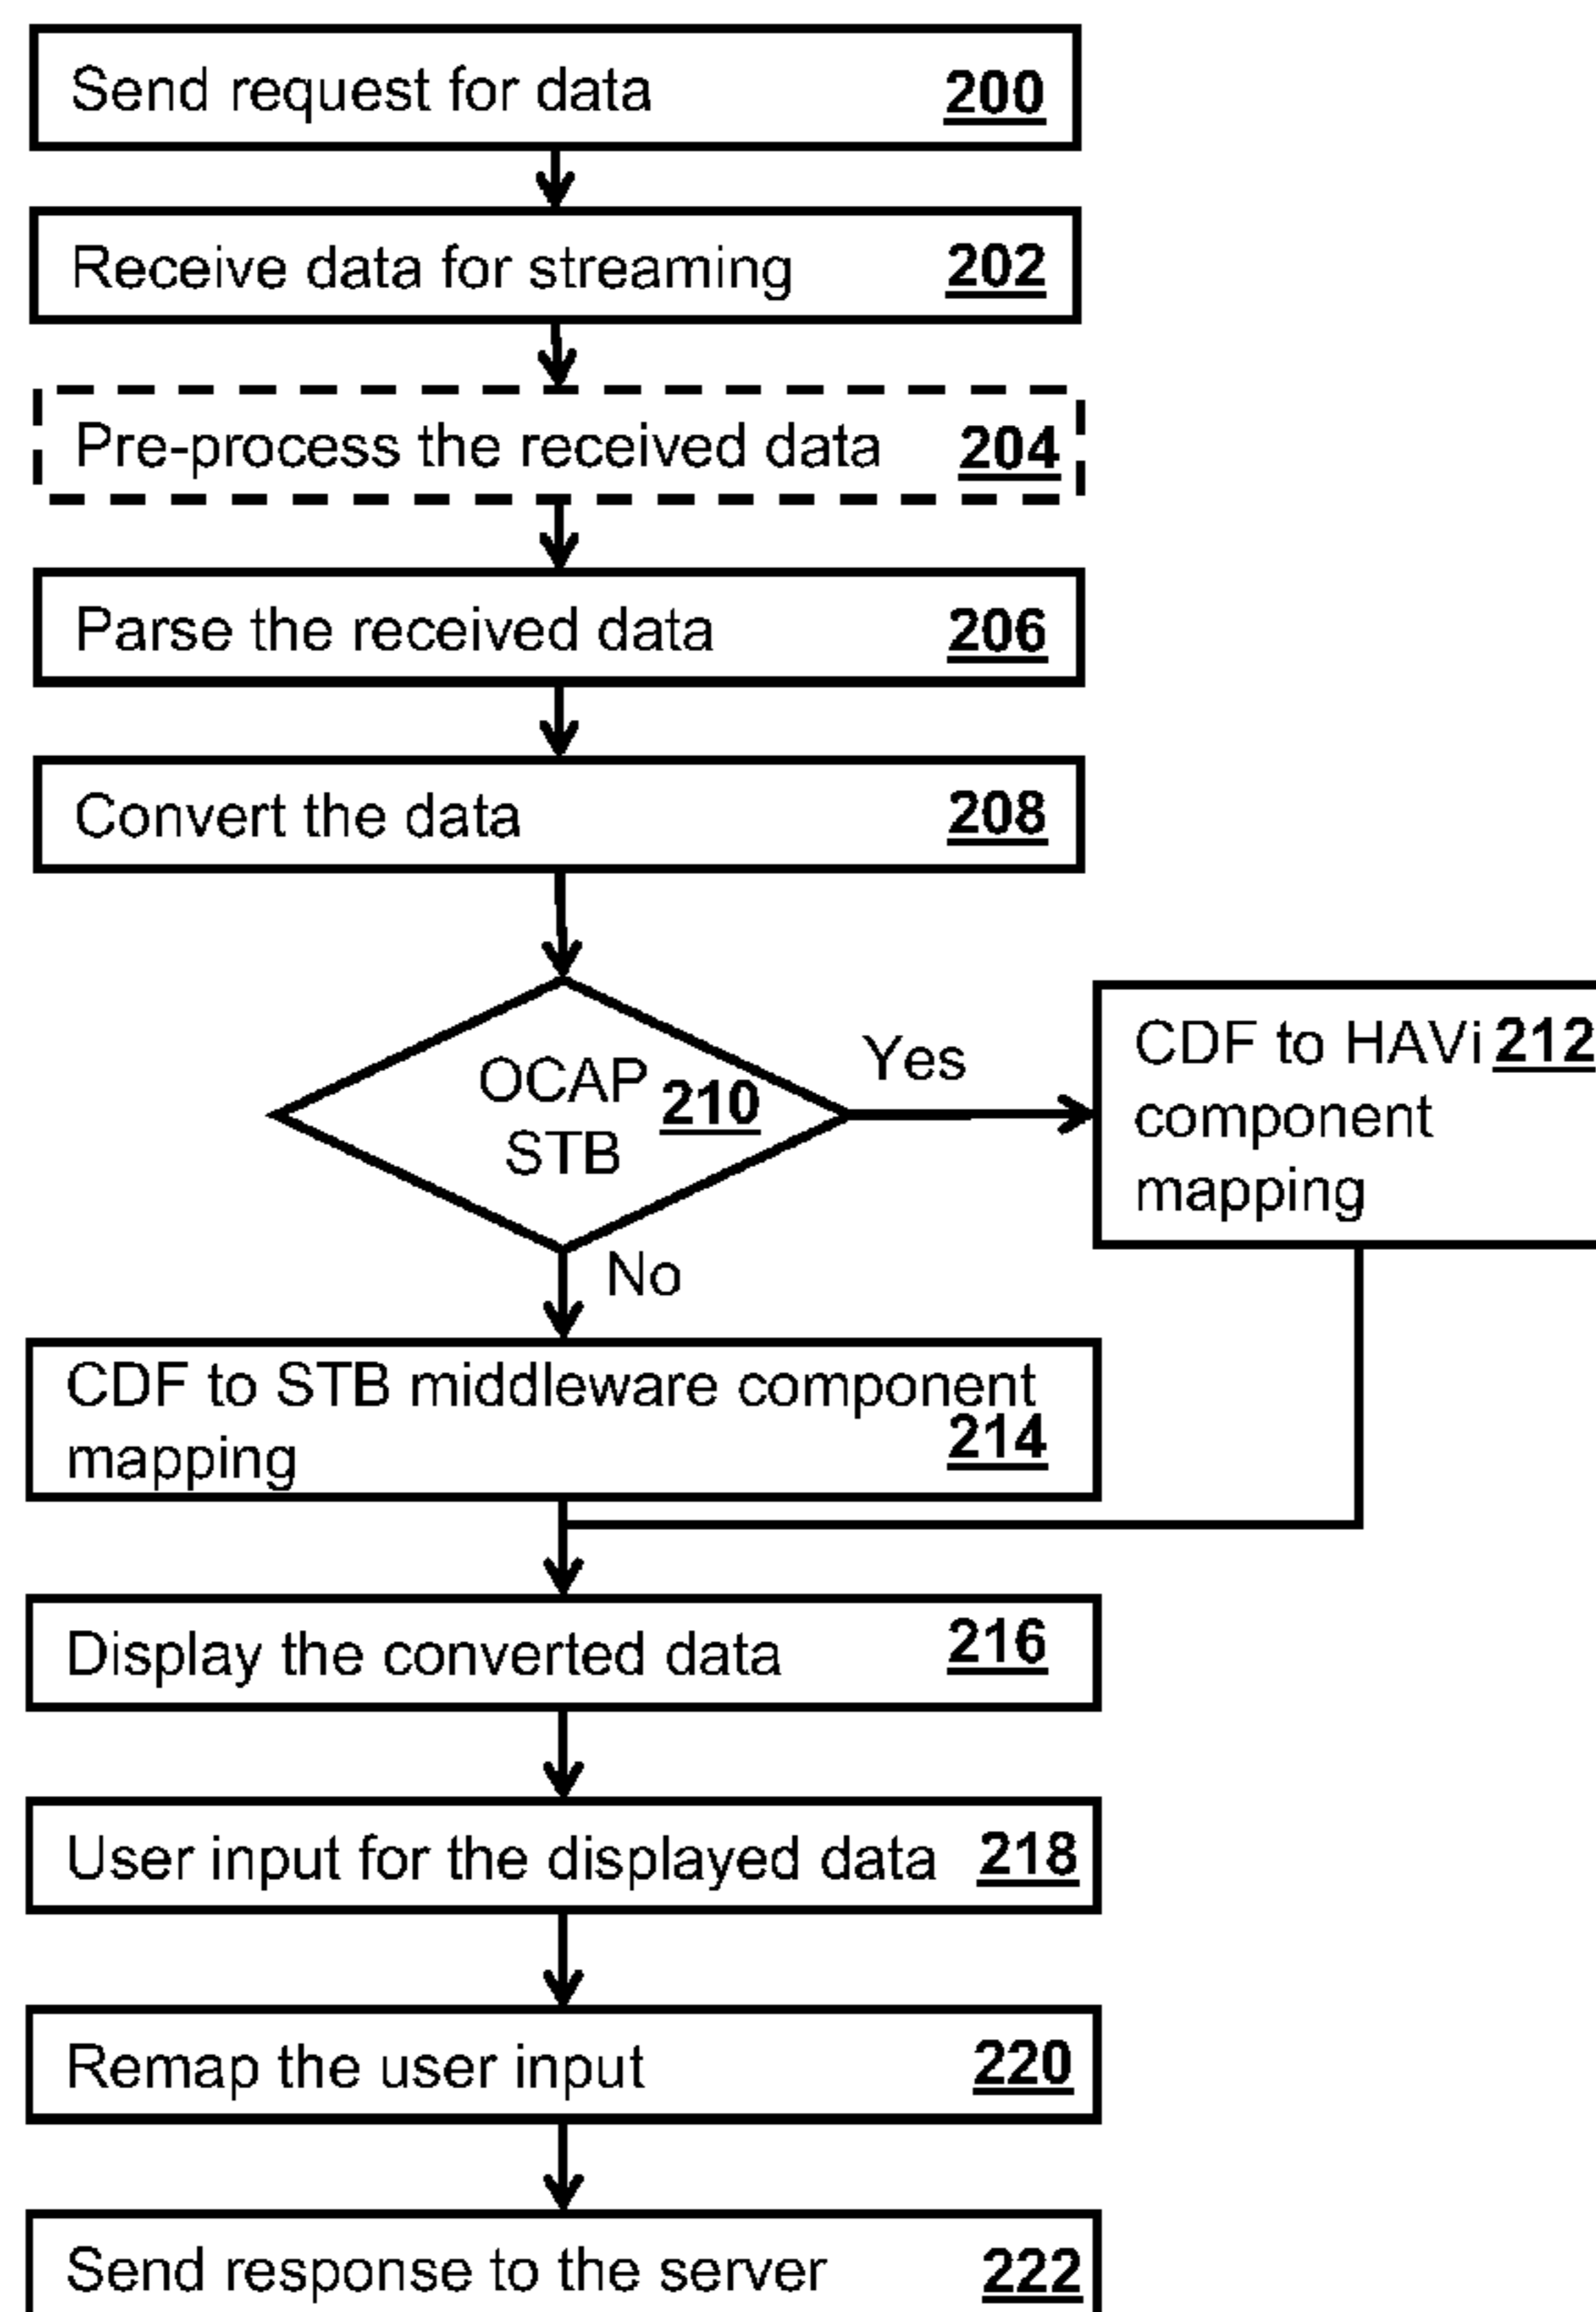 Send request for data 200
Receive data for streaming 202
Pre-process the received data 204
Parse the received data 206
Convert the data 208
OCAP 210
STB
Yes
CDF to HAVi 212
component
mapping
No
CDF to STB middleware component
mapping 214
Display the converted data 216
User input for the displayed data 218
Remap the user input 220
Send response to the server 222